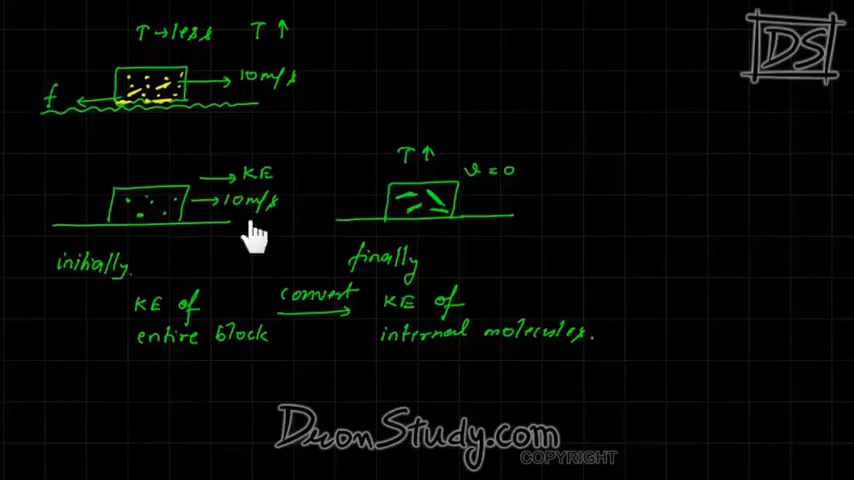 T → less T ↑
DS
10 m/s
f
T ↑
→ KE
v = 0
→ 10 m/s
initially.
finally
KE of
entire block
convert
KE of
internal molecules.
DronStudy.com
COPYRIGHT